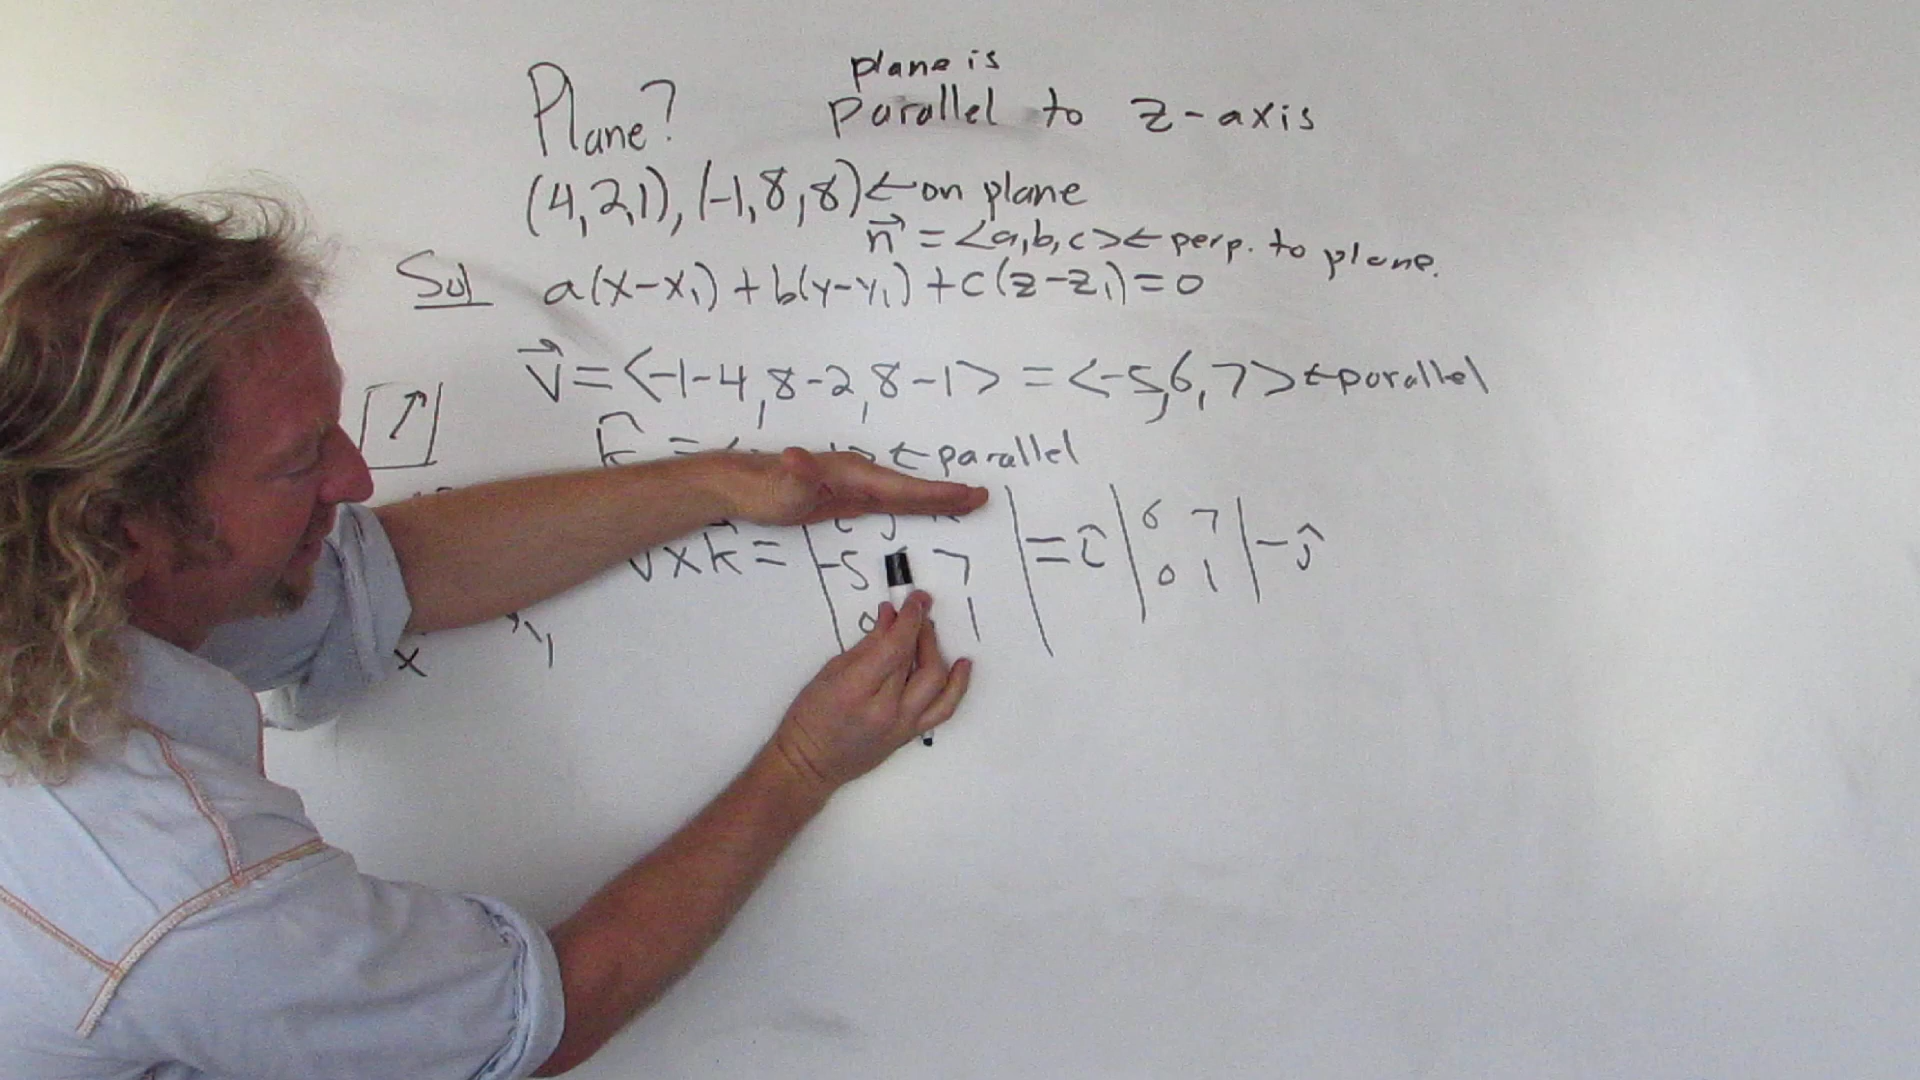 plane is
Plane? parallel to z-axis
(4,2,1), (-1,8,8) ← on plane
n⃗ = <a,b,c> ← perp. to plane.
Sol a(x-x₁) + b(y-y₁) + c(z-z₁) = 0
v⃗ = <-1-4, 8-2, 8-1> = <-5,6,7> ← parallel
k̂ = < 1> ← parallel
v × k⃗ = | î ĵ k̂ | = î | 6 7 | - ĵ
-5 7 0 1
0 1
x
y